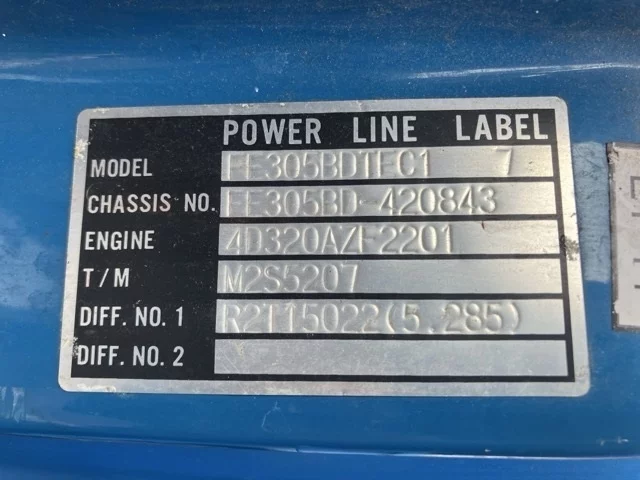 POWER LINE LABEL
MODEL FE305BDTEC1 7
CHASSIS NO. FE305BD-420843
ENGINE 4D320AZF2201
T/M M2S5207
DIFF. NO. 1 R2T15022(5.285)
DIFF. NO. 2